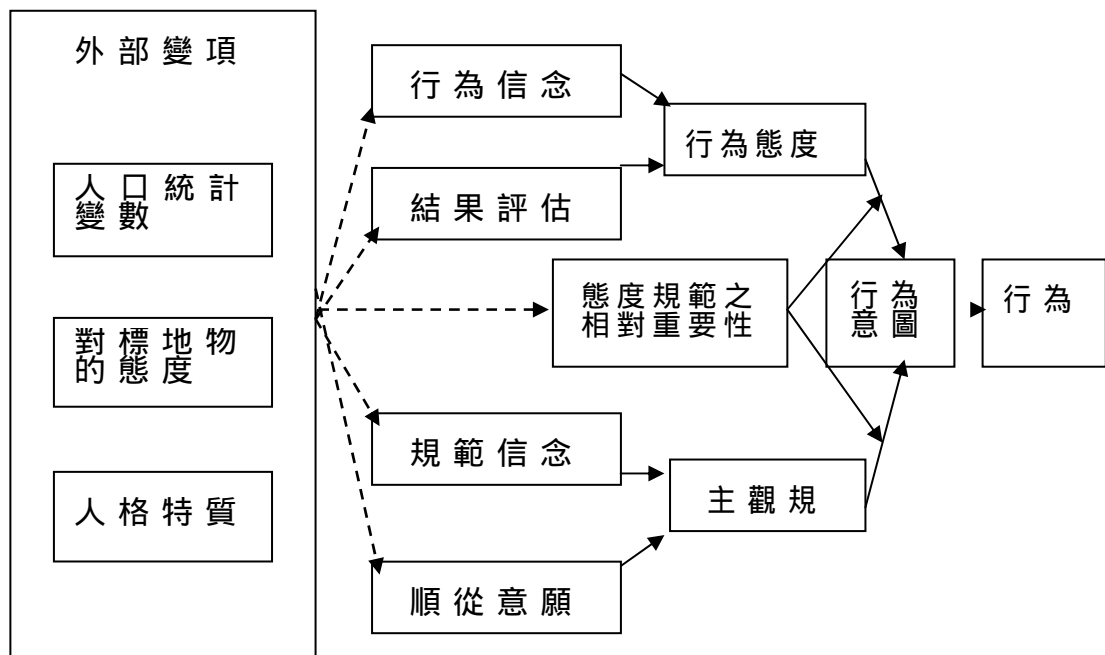 外部變項
人口統計
變數
對標地物
的態度
人格特質
行為信念
結果評估
態度規範之
相對重要性
規範信念
順從意願
行為態度
主觀規
行為
意圖
行為